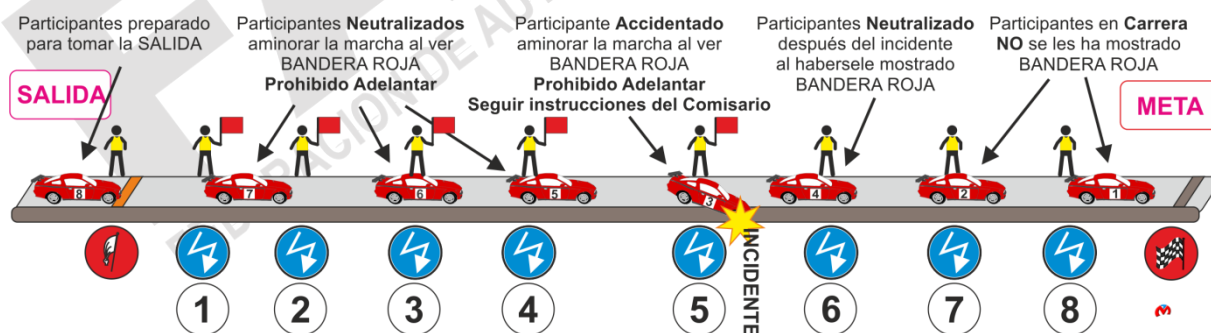 Participantes preparado
para tomar la SALIDA
Participantes Neutralizados
aminorar la marcha al ver
BANDERA ROJA
Prohibido Adelantar
Participante Accidentado
aminorar la marcha al ver
BANDERA ROJA
Prohibido Adelantar
Seguir instrucciones del Comisario
Participantes Neutralizado
después del incidente
al habersele mostrado
BANDERA ROJA
Participantes en Carrera
NO se les ha mostrado
BANDERA ROJA
SALIDA
META
8
7
6
5
3
4
2
1
INCIDENTE
1
2
3
4
5
6
7
8